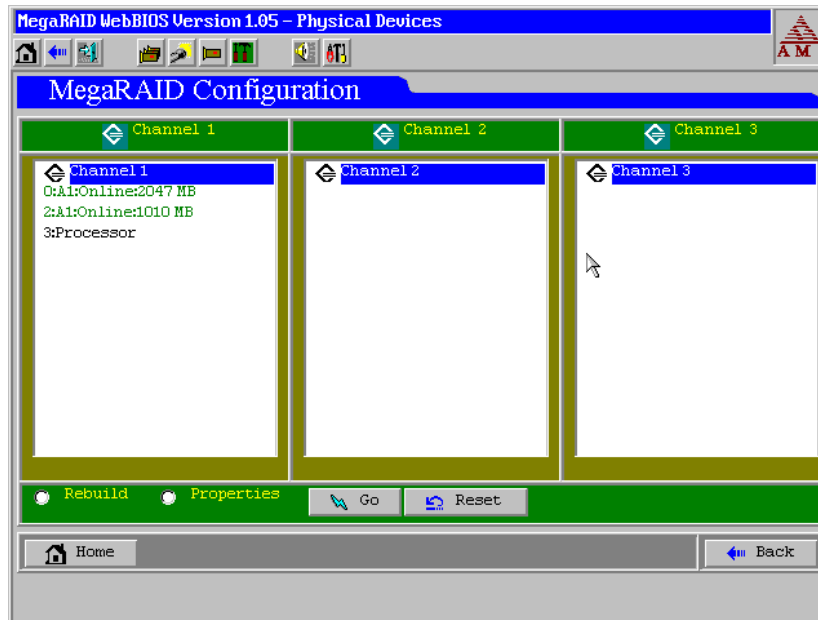 MegaRAID WebBIOS Version 1.05 – Physical Devices
AM
MegaRAID Configuration
Channel 1
Channel 2
Channel 3
Channel 1
0:A1:Online:2047 MB
2:A1:Online:1010 MB
3:Processor
Channel 2
Channel 3
Rebuild
Properties
Go
Reset
Home
Back